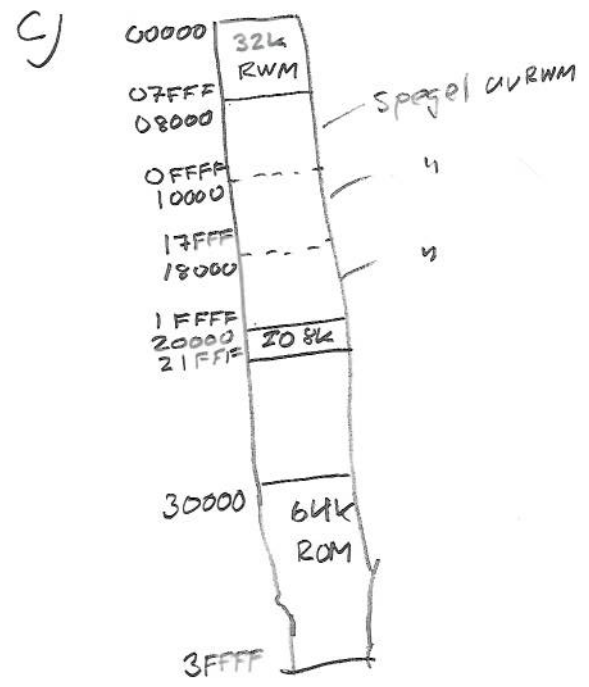 C)
00000
32k
RWM
07FFF
08000
Spegel av RWM
0FFFF
10000
"
17FFF
18000
"
1FFFF
20000
IO 8k
21FFF
30000
64k
ROM
3FFFF